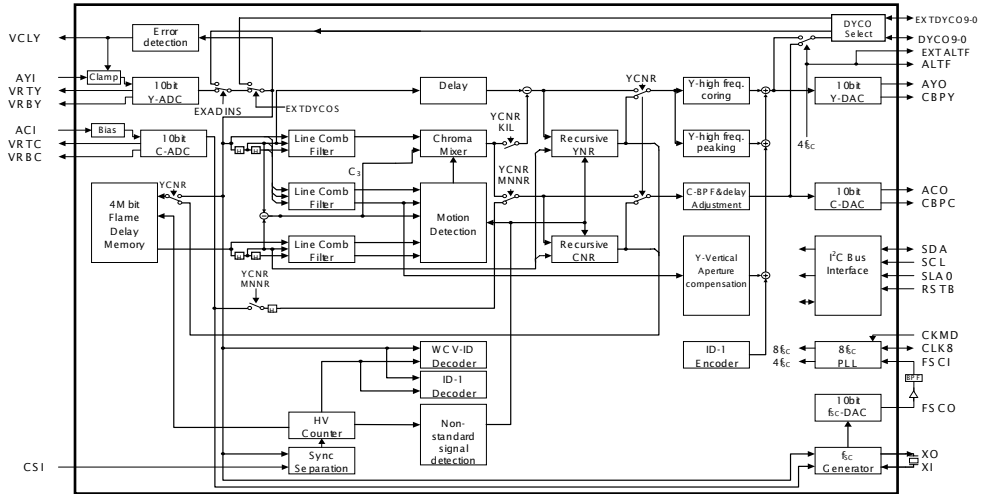 EXTDYCO9-0
DYCO
Select
DYCO9-0
EXTALTF
ALTF
VCLY
Error
detection
AYI
Clamp
VRTY
VRBY
10bit
Y-ADC
EXADINS
EXTDYCOS
Delay
YCNR
Y-high freq.
coring
10bit
Y-DAC
AYO
CBPY
4fSC
ACI
Bias
VRTC
VRBC
10bit
C-ADC
H
H
Line Comb
Filter
Chroma
Mixer
YCNR
KIL
Recursive
YNR
Y-high freq.
peaking
C3
YCNR
4M bit
Flame
Delay
Memory
Line Comb
Filter
YCNR
MNNR
Motion
Detection
C-BPF&delay
Adjustment
10bit
C-DAC
ACO
CBPC
H
H
Line Comb
Filter
Recursive
CNR
Y-Vertical
Aperture
compensation
I2C Bus
Interface
SDA
SCL
SLA0
RSTB
YCNR
MNNR
H
WCV-ID
Decoder
ID-1
Encoder
8fSC
4fSC
8fSC
PLL
CKMD
CLK8
FSCI
BPF
ID-1
Decoder
HV
Counter
Non-
standard
signal
detection
10bit
fSC-DAC
FSCO
CSI
Sync
Separation
fSC
Generator
XO
XI